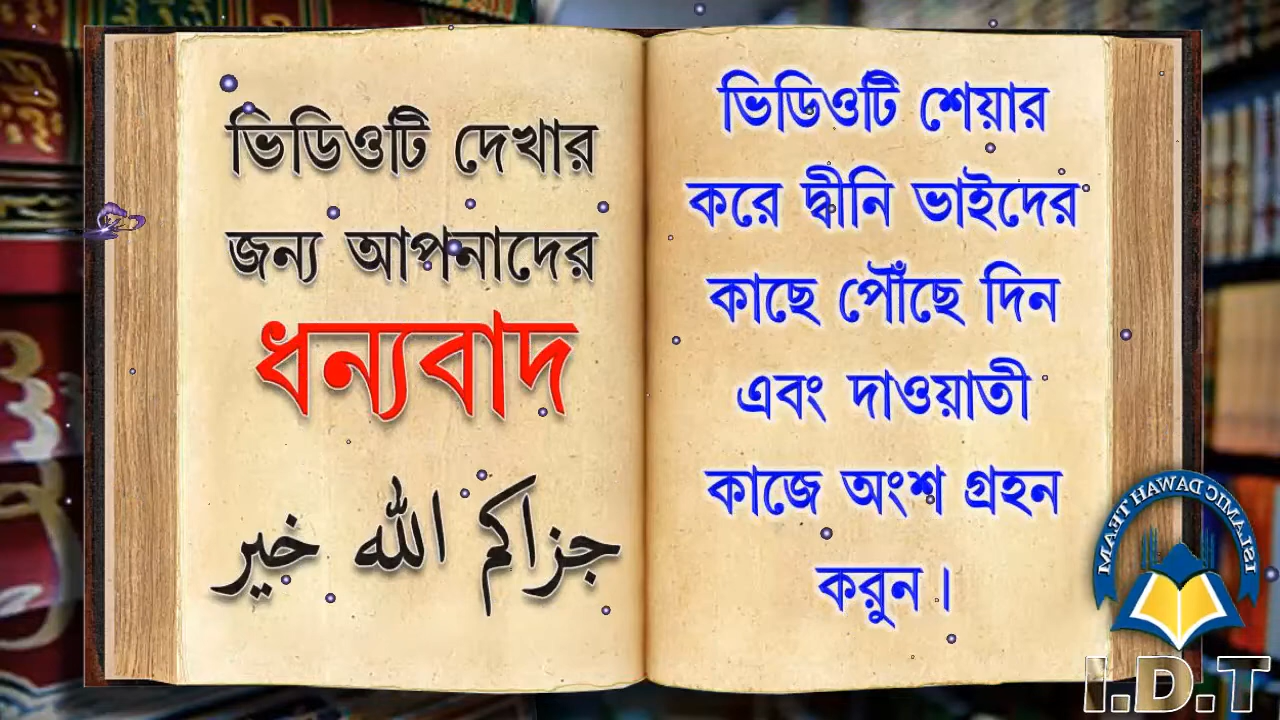 ভিডিওটি দেখার
জন্য আপনাদের
ধন্যবাদ
جزاكم الله خير
ভিডিওটি শেয়ার
করে দ্বীনি ভাইদের
কাছে পৌঁছে দিন
এবং দাওয়াতী
কাজে অংশ গ্রহন
করুন।
ISLAMIC DAWAH TEAM
I.D.T